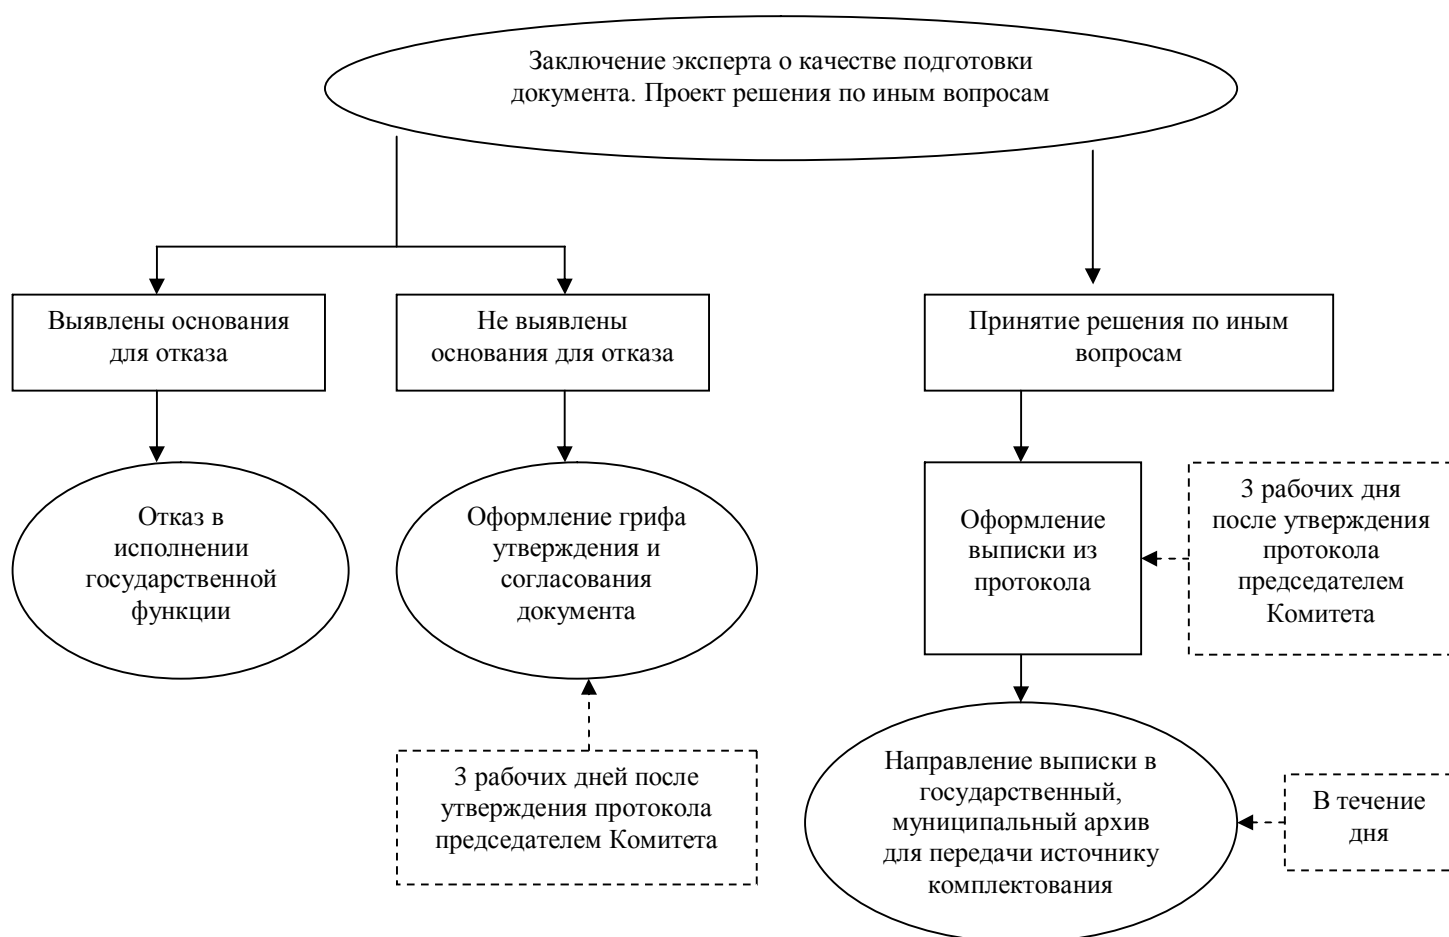 Заключение эксперта о качестве подготовки
документа. Проект решения по иным вопросам
Выявлены основания
для отказа
Не выявлены
основания для отказа
Принятие решения по иным
вопросам
Отказ в
исполнении
государственной
функции
Оформление грифа
утверждения и
согласования
документа
Оформление
выписки из
протокола
3 рабочих дня
после утверждения
протокола
председателем
Комитета
3 рабочих дней после
утверждения протокола
председателем Комитета
Направление выписки в
государственный,
муниципальный архив
для передачи источнику
комплектования
В течение
дня